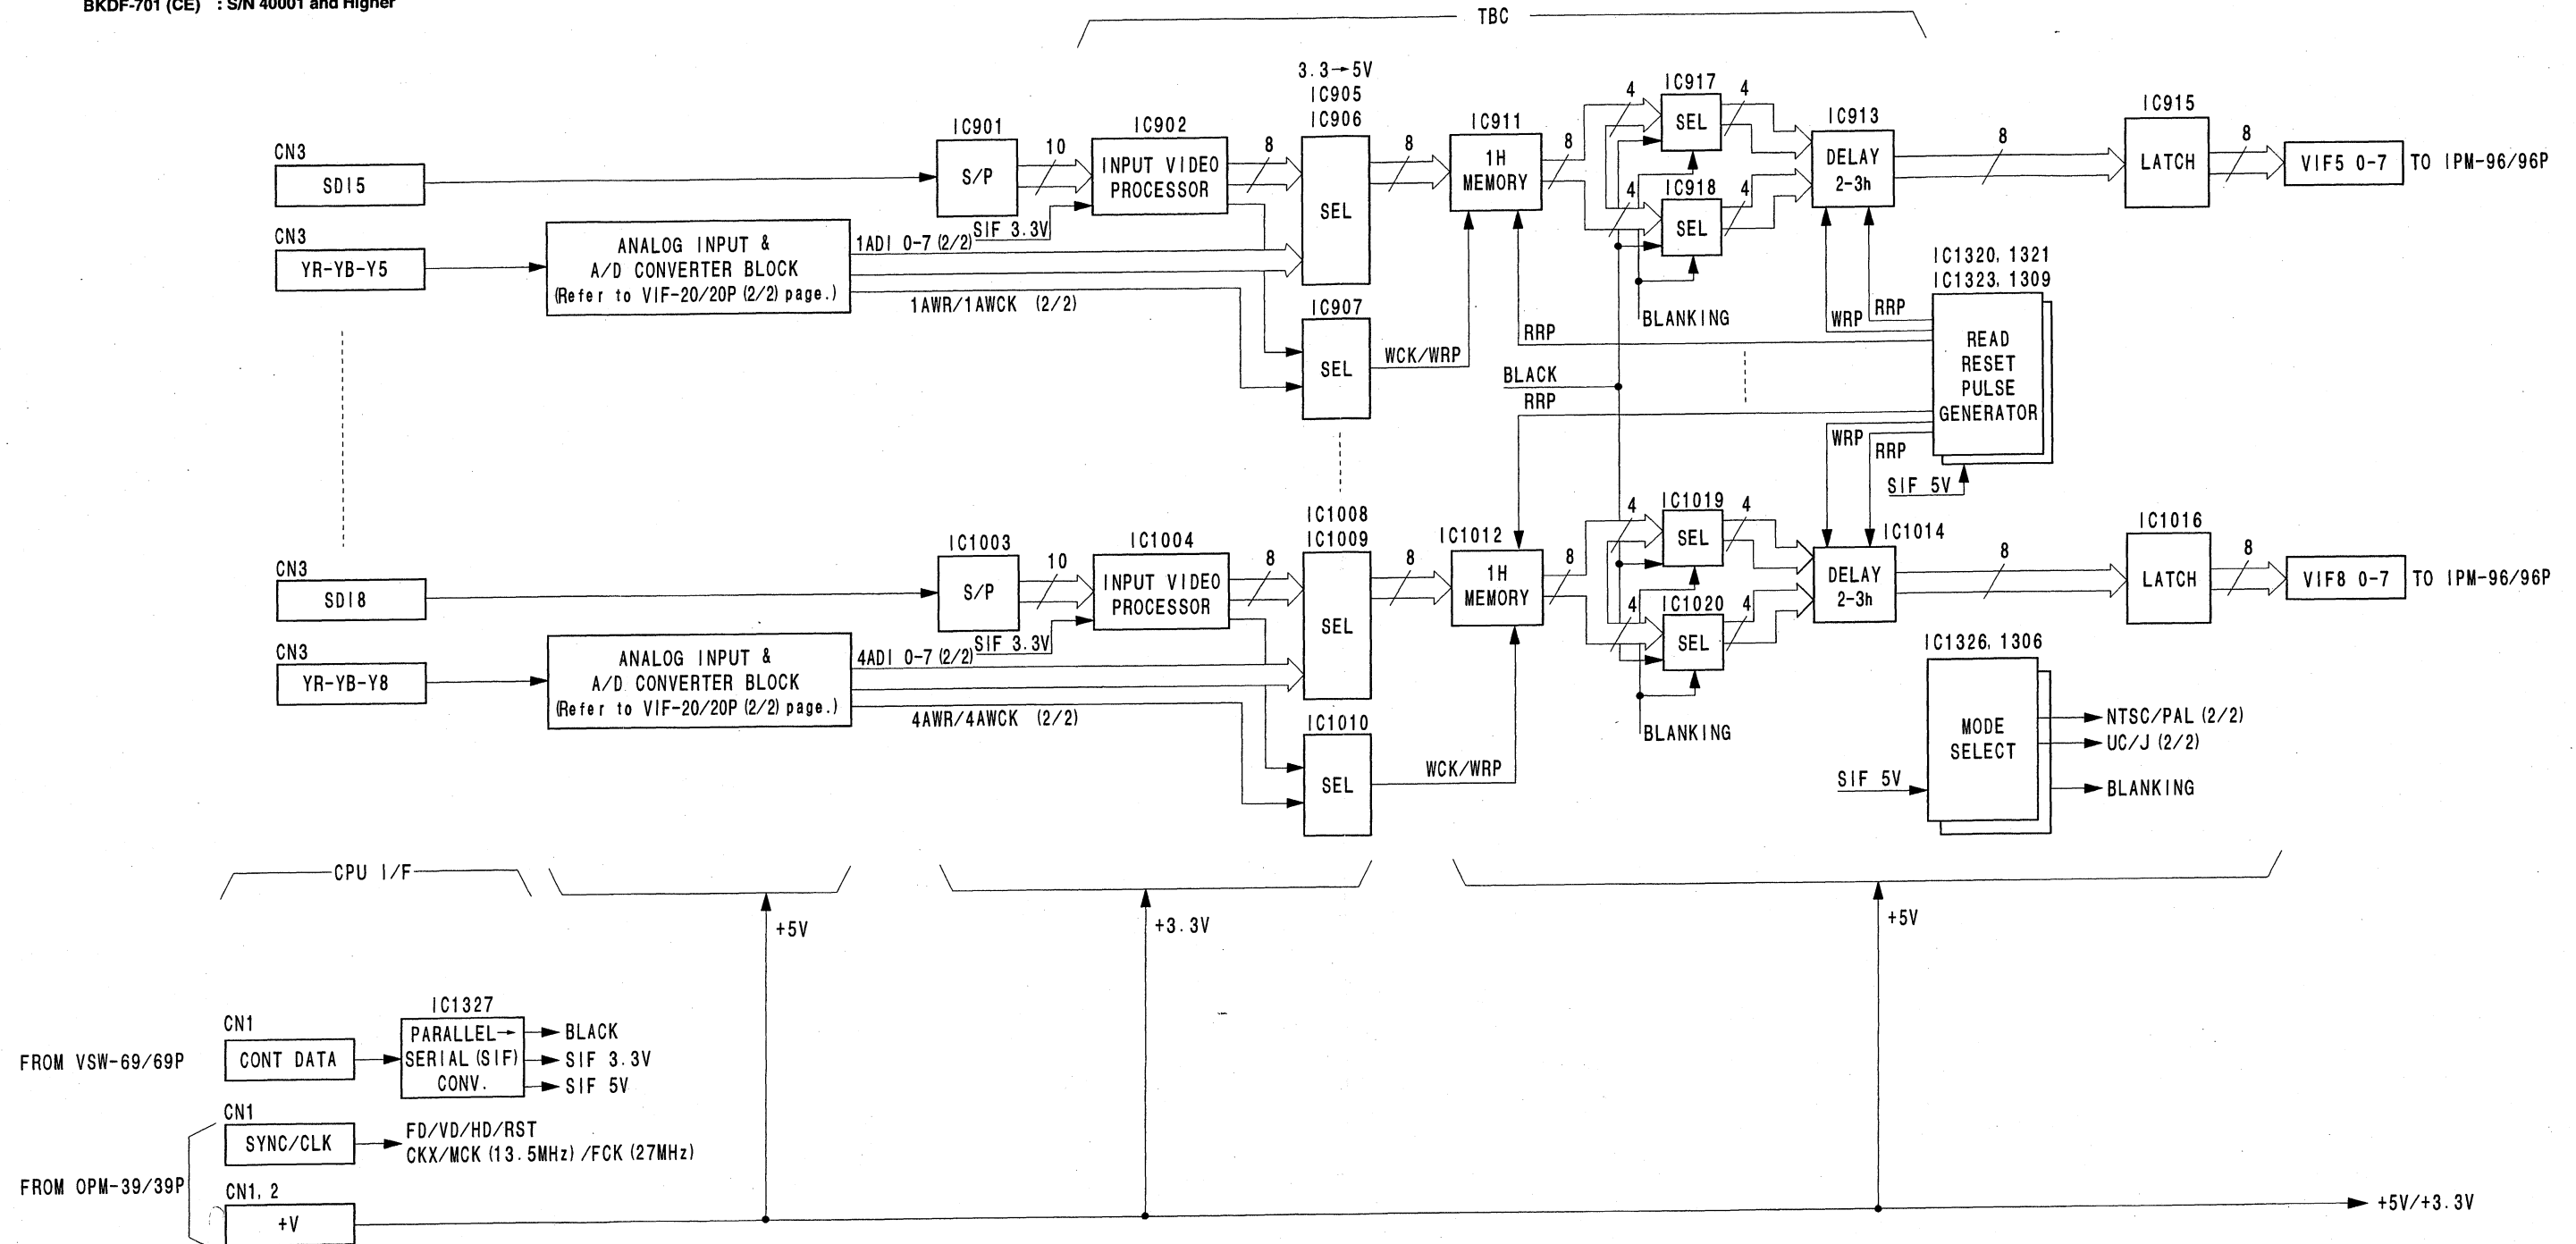 BKDF-701 (CE) : S/N 40001 and Higher
TBC
3.3→5V
IC905
IC906
IC901
IC902
IC911
IC917
IC913
IC915
CN3
SDI5
S/P
10
INPUT VIDEO
PROCESSOR
8
SEL
8
1H
MEMORY
8
4
SEL
4
DELAY
2-3h
8
LATCH
8
VIF5 0-7
TO IPM-96/96P
IC918
4
SEL
4
SIF 3.3V
CN3
YR-YB-Y5
ANALOG INPUT &
A/D CONVERTER BLOCK
(Refer to VIF-20/20P (2/2) page.)
1ADI 0-7 (2/2)
1AWR/1AWCK (2/2)
IC907
SEL
WCK/WRP
RRP
BLANKING
WRP
RRP
IC1320, 1321
IC1323, 1309
READ
RESET
PULSE
GENERATOR
BLACK
RRP
WRP
RRP
SIF 5V
IC1008
IC1009
IC1003
IC1004
IC1012
IC1019
IC1014
IC1016
CN3
SDI8
S/P
10
INPUT VIDEO
PROCESSOR
8
SEL
8
1H
MEMORY
8
4
SEL
4
DELAY
2-3h
8
LATCH
8
VIF8 0-7
TO IPM-96/96P
IC1020
4
SEL
4
SIF 3.3V
CN3
YR-YB-Y8
ANALOG INPUT &
A/D CONVERTER BLOCK
(Refer to VIF-20/20P (2/2) page.)
4ADI 0-7 (2/2)
4AWR/4AWCK (2/2)
IC1010
SEL
WCK/WRP
BLANKING
IC1326, 1306
MODE
SELECT
SIF 5V
NTSC/PAL (2/2)
UC/J (2/2)
BLANKING
CPU I/F
+5V
+3.3V
+5V
FROM VSW-69/69P
CN1
CONT DATA
IC1327
PARALLEL→
SERIAL (SIF)
CONV.
BLACK
SIF 3.3V
SIF 5V
FROM OPM-39/39P
CN1
SYNC/CLK
FD/VD/HD/RST
CKX/MCK (13.5MHz) /FCK (27MHz)
CN1, 2
+V
+5V/+3.3V